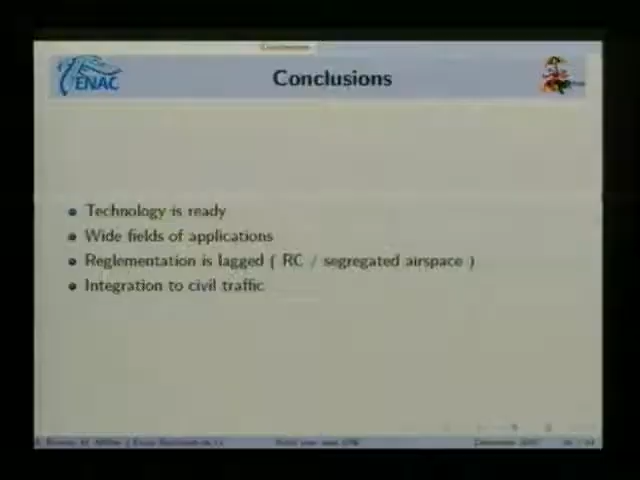 Conclusions
ENAC
Conclusions
Technology is ready
Wide fields of applications
Reglementation is lagged ( RC / segregated airspace )
Integration to civil traffic